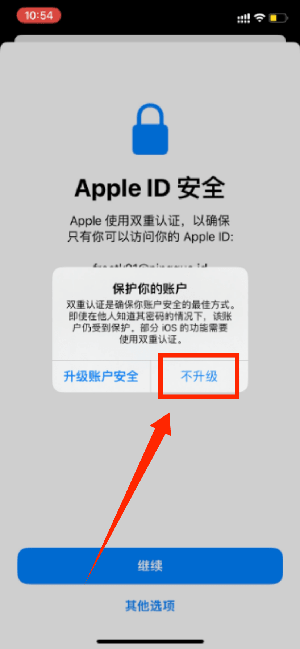 10:54
Apple ID 安全
Apple 使用双重认证，以确保
只有你可以访问你的 Apple ID:
保护你的账户
双重认证是确保你账户安全的最佳方式。
即使在他人知道其密码的情况下，该账
户仍受到保护。部分 iOS 的功能需要
使用双重认证。
升级账户安全
不升级
继续
其他选项